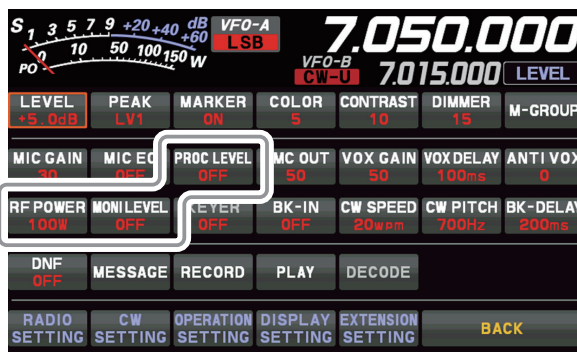 S 1 3 5 7 9 +20 +40 +60 dB VFO-A 7.050.000
LSB
PO 0 10 50 100 150 W VFO-B 7.015.000 LEVEL
CW-U
LEVEL PEAK MARKER COLOR CONTRAST DIMMER M-GROUP
+5.0dB LV1 ON 5 10 15
MIC GAIN MIC EQ PROC LEVEL MC OUT VOX GAIN VOX DELAY ANTI VOX
30 OFF OFF 50 50 100ms 0
RF POWER MONI LEVEL KEYER BK-IN CW SPEED CW PITCH BK-DELA
100W OFF OFF OFF 20wpm 700Hz 200ms
DNF MESSAGE RECORD PLAY DECODE
OFF
RADIO CW OPERATION DISPLAY EXTENSION BACK
SETTING SETTING SETTING SETTING SETTING